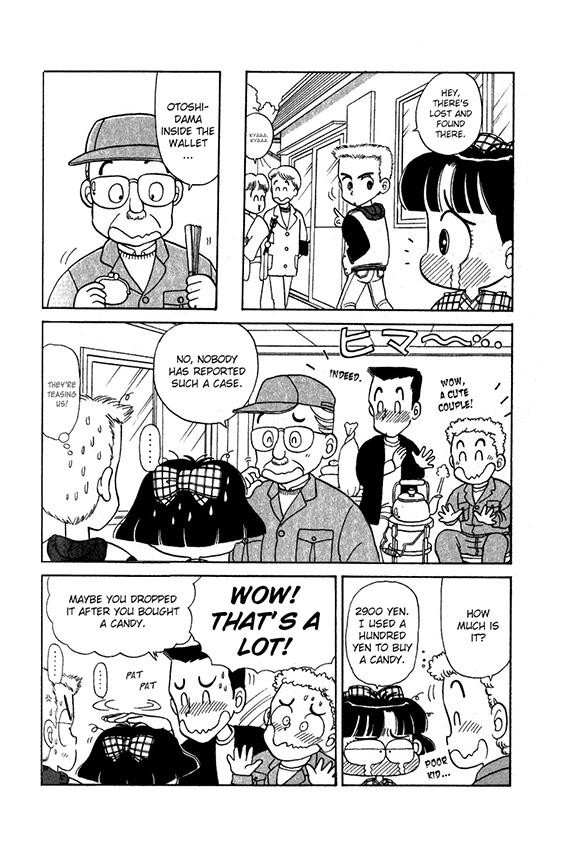 HEY,
THERE'S
LOST AND
FOUND
THERE.
KYAAA,
KYAAA.
OTOSHI-
DAMA
INSIDE THE
WALLET
...
ヒマ〜...
WOW,
A CUTE
COUPLE!
INDEED.
NO, NOBODY
HAS REPORTED
SUCH A CASE.
.....
THEY'RE
TEASING
US!
HOW
MUCH IS
IT?
2900 YEN.
I USED A
HUNDRED
YEN TO BUY
A CANDY.
POOR
KID...
WOW!
THAT'S A
LOT!
MAYBE YOU DROPPED
IT AFTER YOU BOUGHT
A CANDY.
PAT
PAT
.....
.....